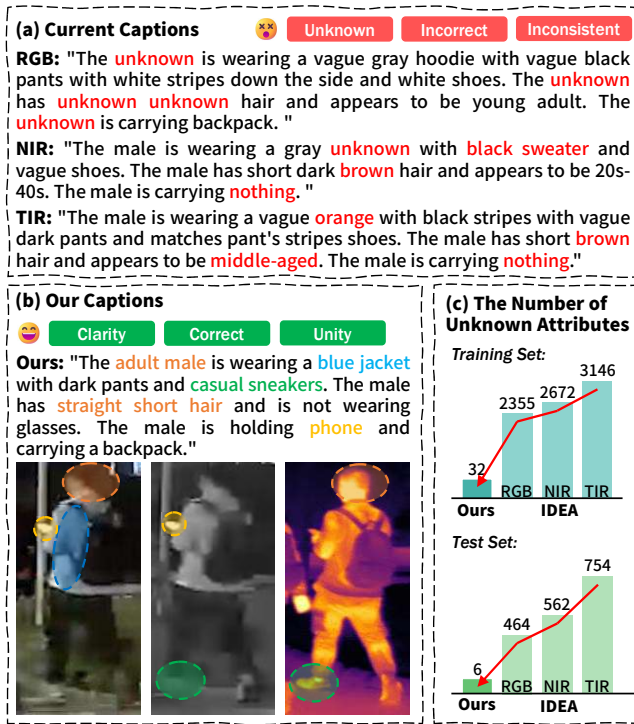 (a) Current Captions
Unknown
Incorrect
Inconsistent
RGB: "The unknown is wearing a vague gray hoodie with vague black
pants with white stripes down the side and white shoes. The unknown
has unknown unknown hair and appears to be young adult. The
unknown is carrying backpack. "
NIR: "The male is wearing a gray unknown with black sweater and
vague shoes. The male has short dark brown hair and appears to be 20s-
40s. The male is carrying nothing. "
TIR: "The male is wearing a vague orange with black stripes with vague
dark pants and matches pant's stripes shoes. The male has short brown
hair and appears to be middle-aged. The male is carrying nothing."
(b) Our Captions
Clarity
Correct
Unity
Ours: "The adult male is wearing a blue jacket
with dark pants and casual sneakers. The male
has straight short hair and is not wearing
glasses. The male is holding phone and
carrying a backpack."
(c) The Number of
Unknown Attributes
Training Set:
3146
2672
2355
32
RGB NIR TIR
Ours IDEA
Test Set:
754
562
464
6
RGB NIR TIR
Ours IDEA